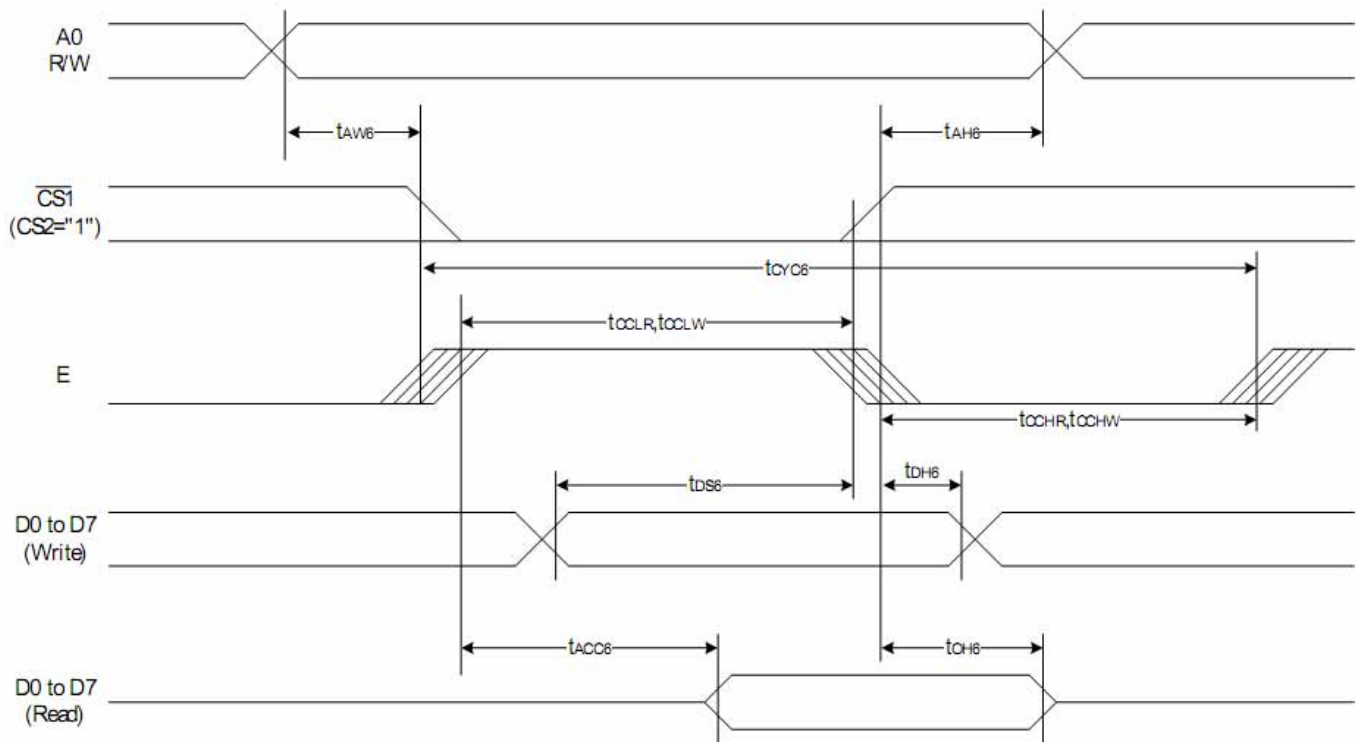 A0
R/W
tAW6
tAH6
CS1
(CS2="1")
tCYC6
tCCLR,tCCLW
E
tCCHR,tCCHW
tDS6
tDH6
D0 to D7
(Write)
tACC6
tOH6
D0 to D7
(Read)